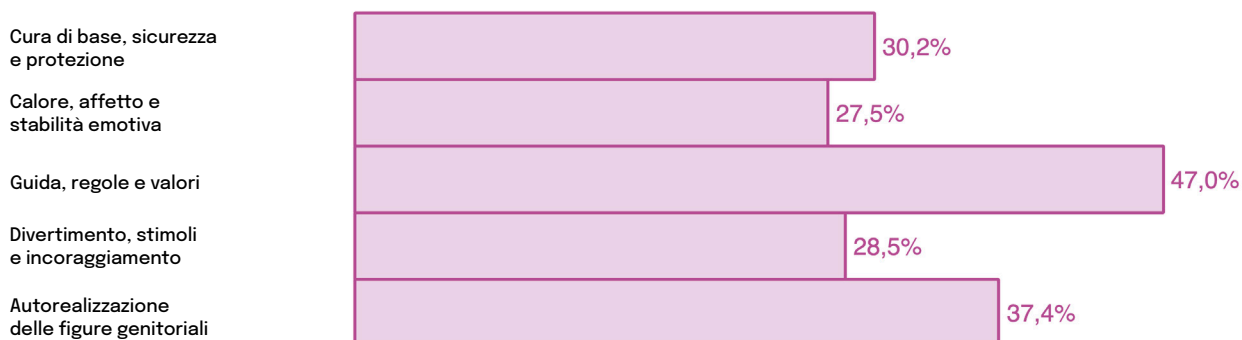 Cura di base, sicurezza
e protezione
30,2%
Calore, affetto e
stabilità emotiva
27,5%
Guida, regole e valori
47,0%
Divertimento, stimoli
e incoraggiamento
28,5%
Autorealizzazione
delle figure genitoriali
37,4%